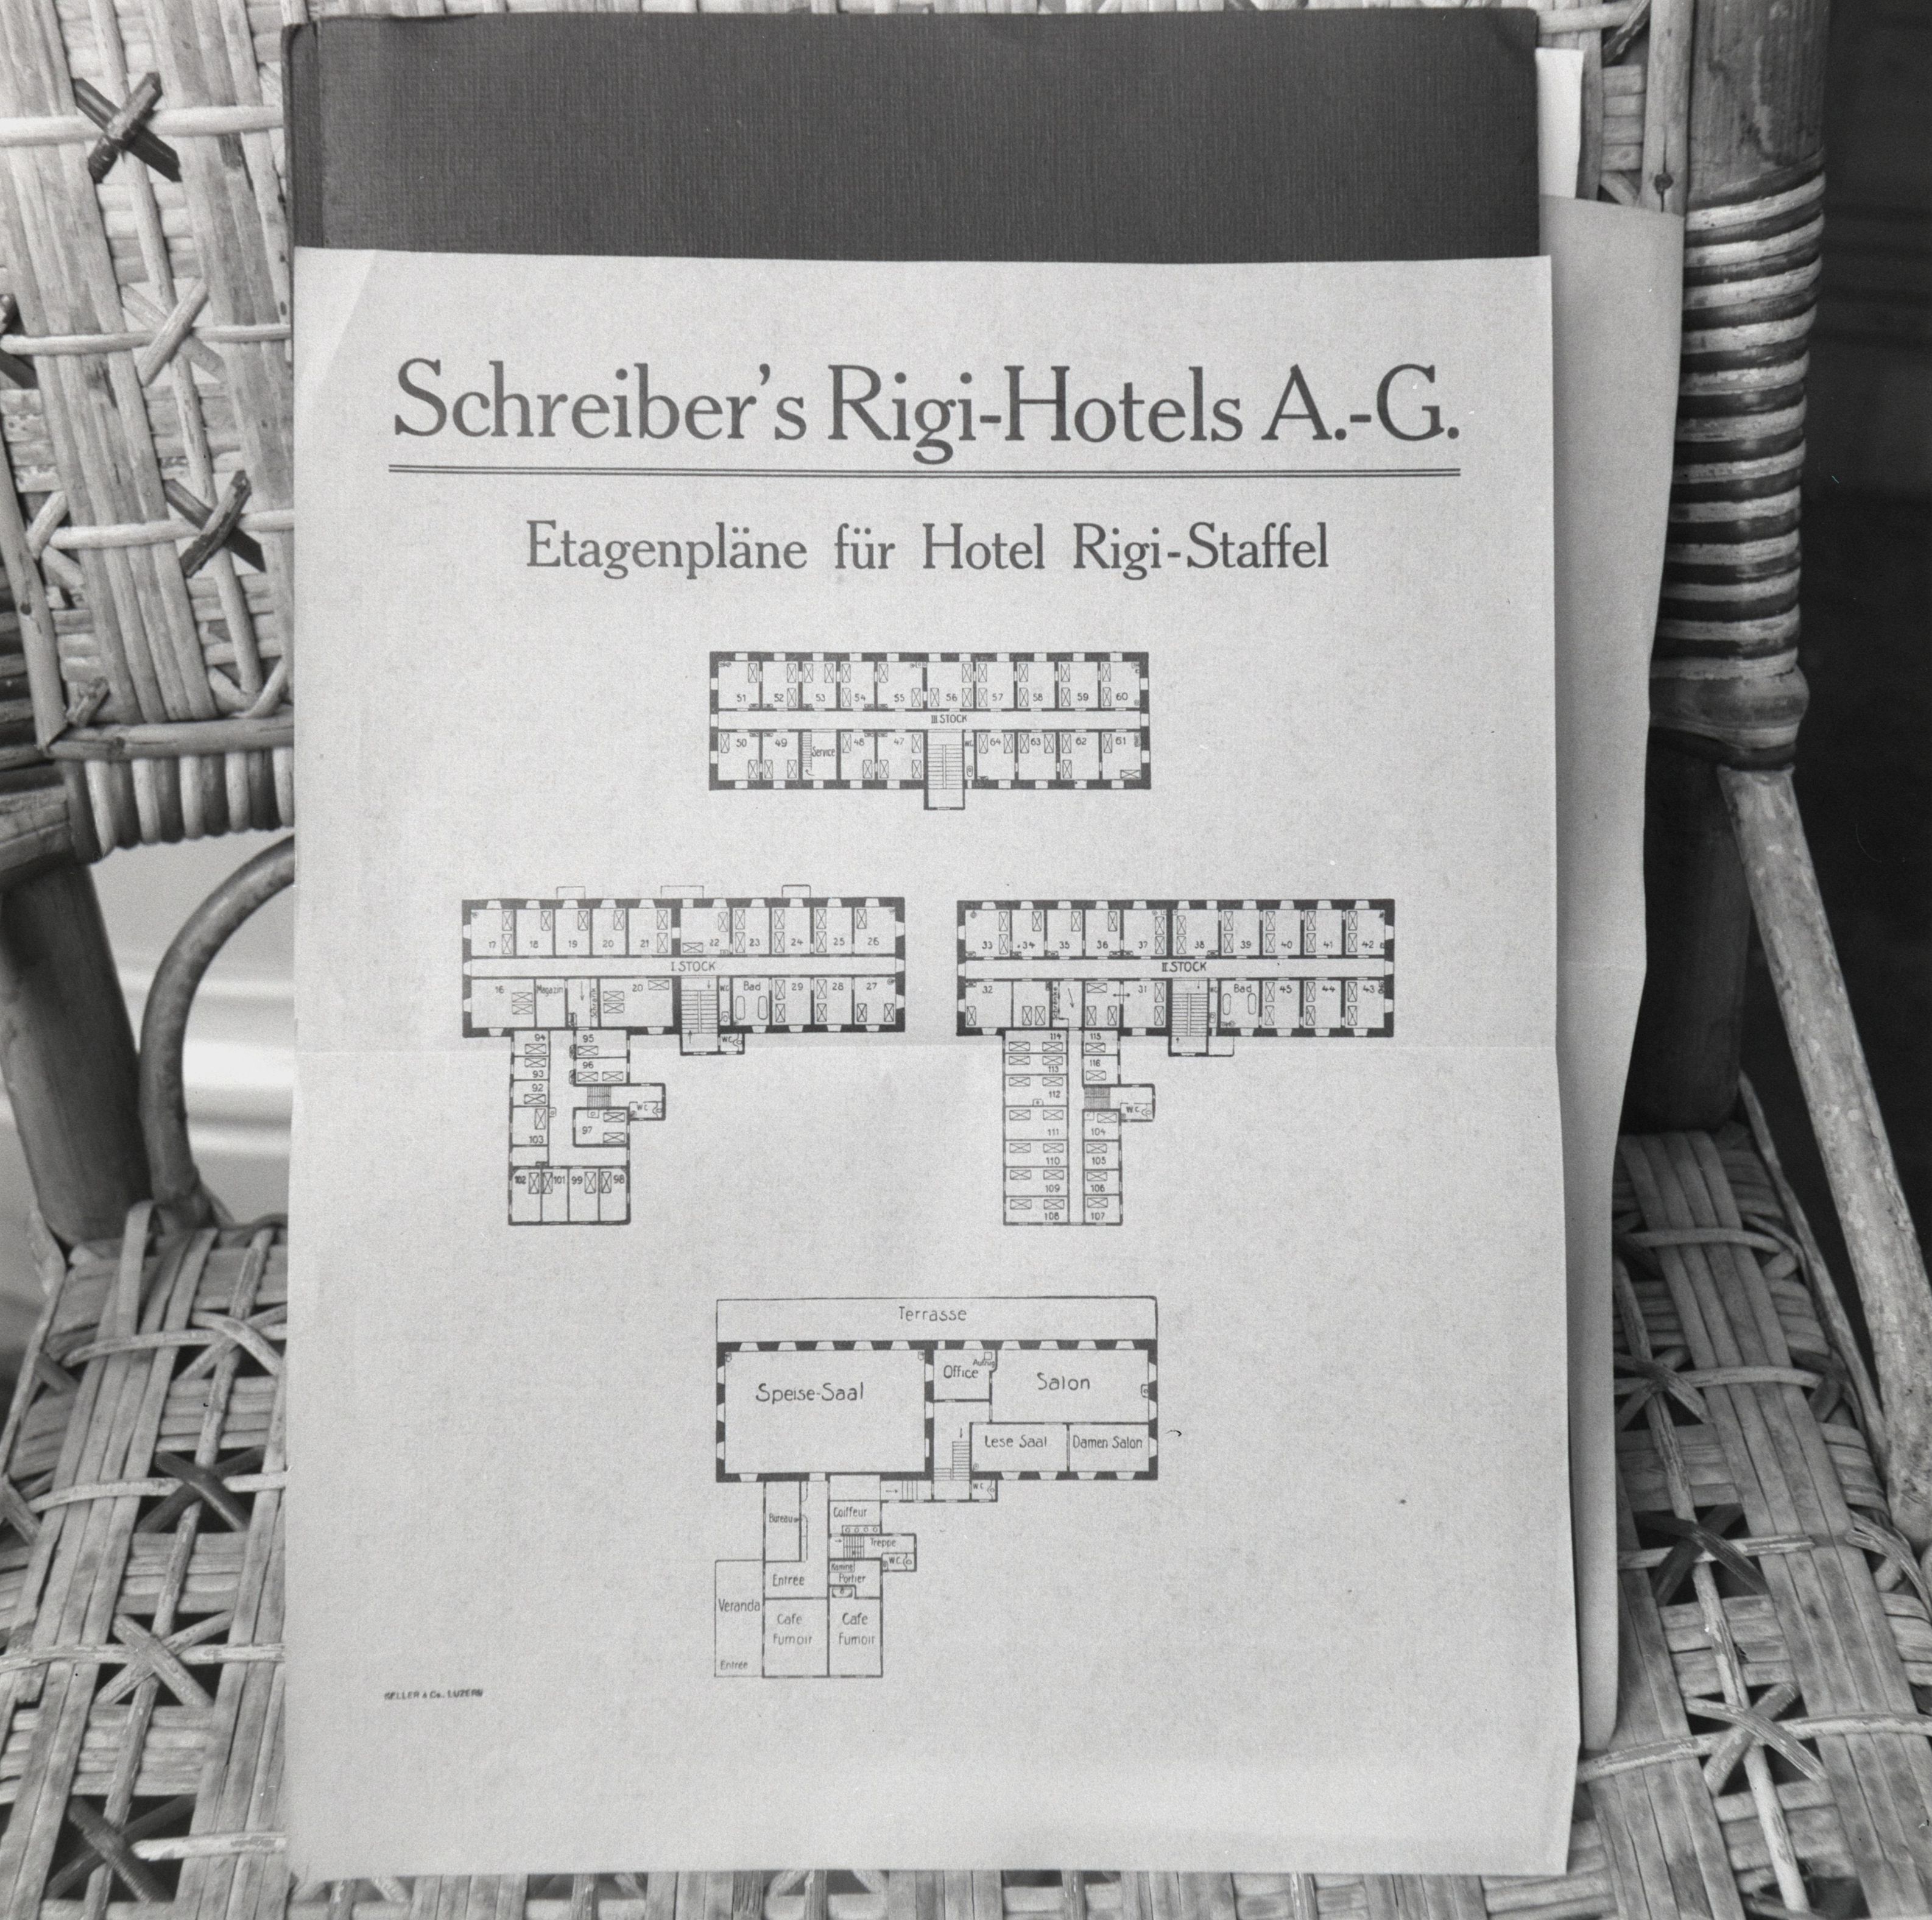 Schreiber's Rigi-Hotels A.-G.
Etagenpläne für Hotel Rigi-Staffel
51 52 53 54 55 56 57 58 59 60
III STOCK
50 49 Service 48 47 W.C. 64 63 62 61
17 18 19 20 21 22 23 24 25 26
I. STOCK
16 Magazin 20 W.C. Bad 29 28 27
W.C.
94 95
93 96
92
W.C.
97
103
102 101 99 98
33 34 35 36 37 38 39 40 41 42
II. STOCK
32 31 W.C. Bad 45 44 43
114 115
113 116
112
W.C.
111 104
110 105
109 106
108 107
Terrasse
Speise-Saal Office Aufzug Salon
Lese Saal Damen Salon
W.C.
Bureau Coiffeur
Treppe
W.C.
Entrée Portier
Veranda Cafe Fumoir Cafe Fumoir
Entrée
KELLER & Co., LUZERN